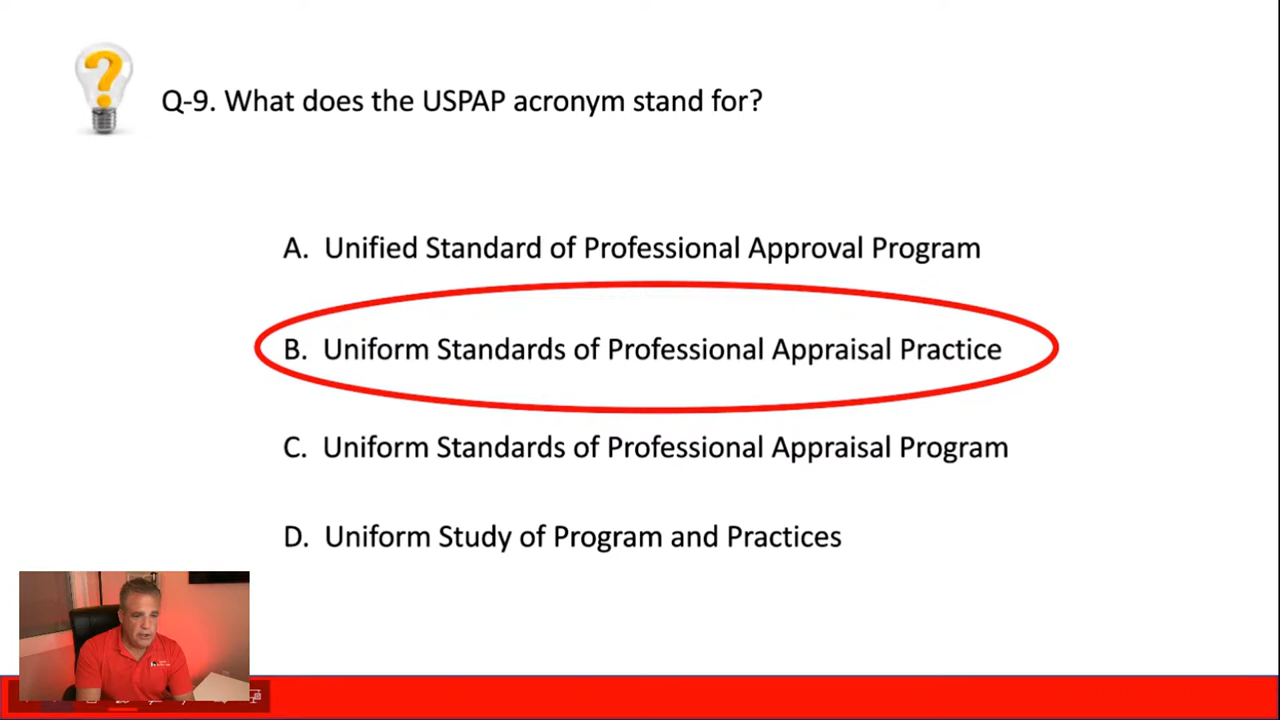 Q-9. What does the USPAP acronym stand for?
A. Unified Standard of Professional Approval Program
B. Uniform Standards of Professional Appraisal Practice
C. Uniform Standards of Professional Appraisal Program
D. Uniform Study of Program and Practices